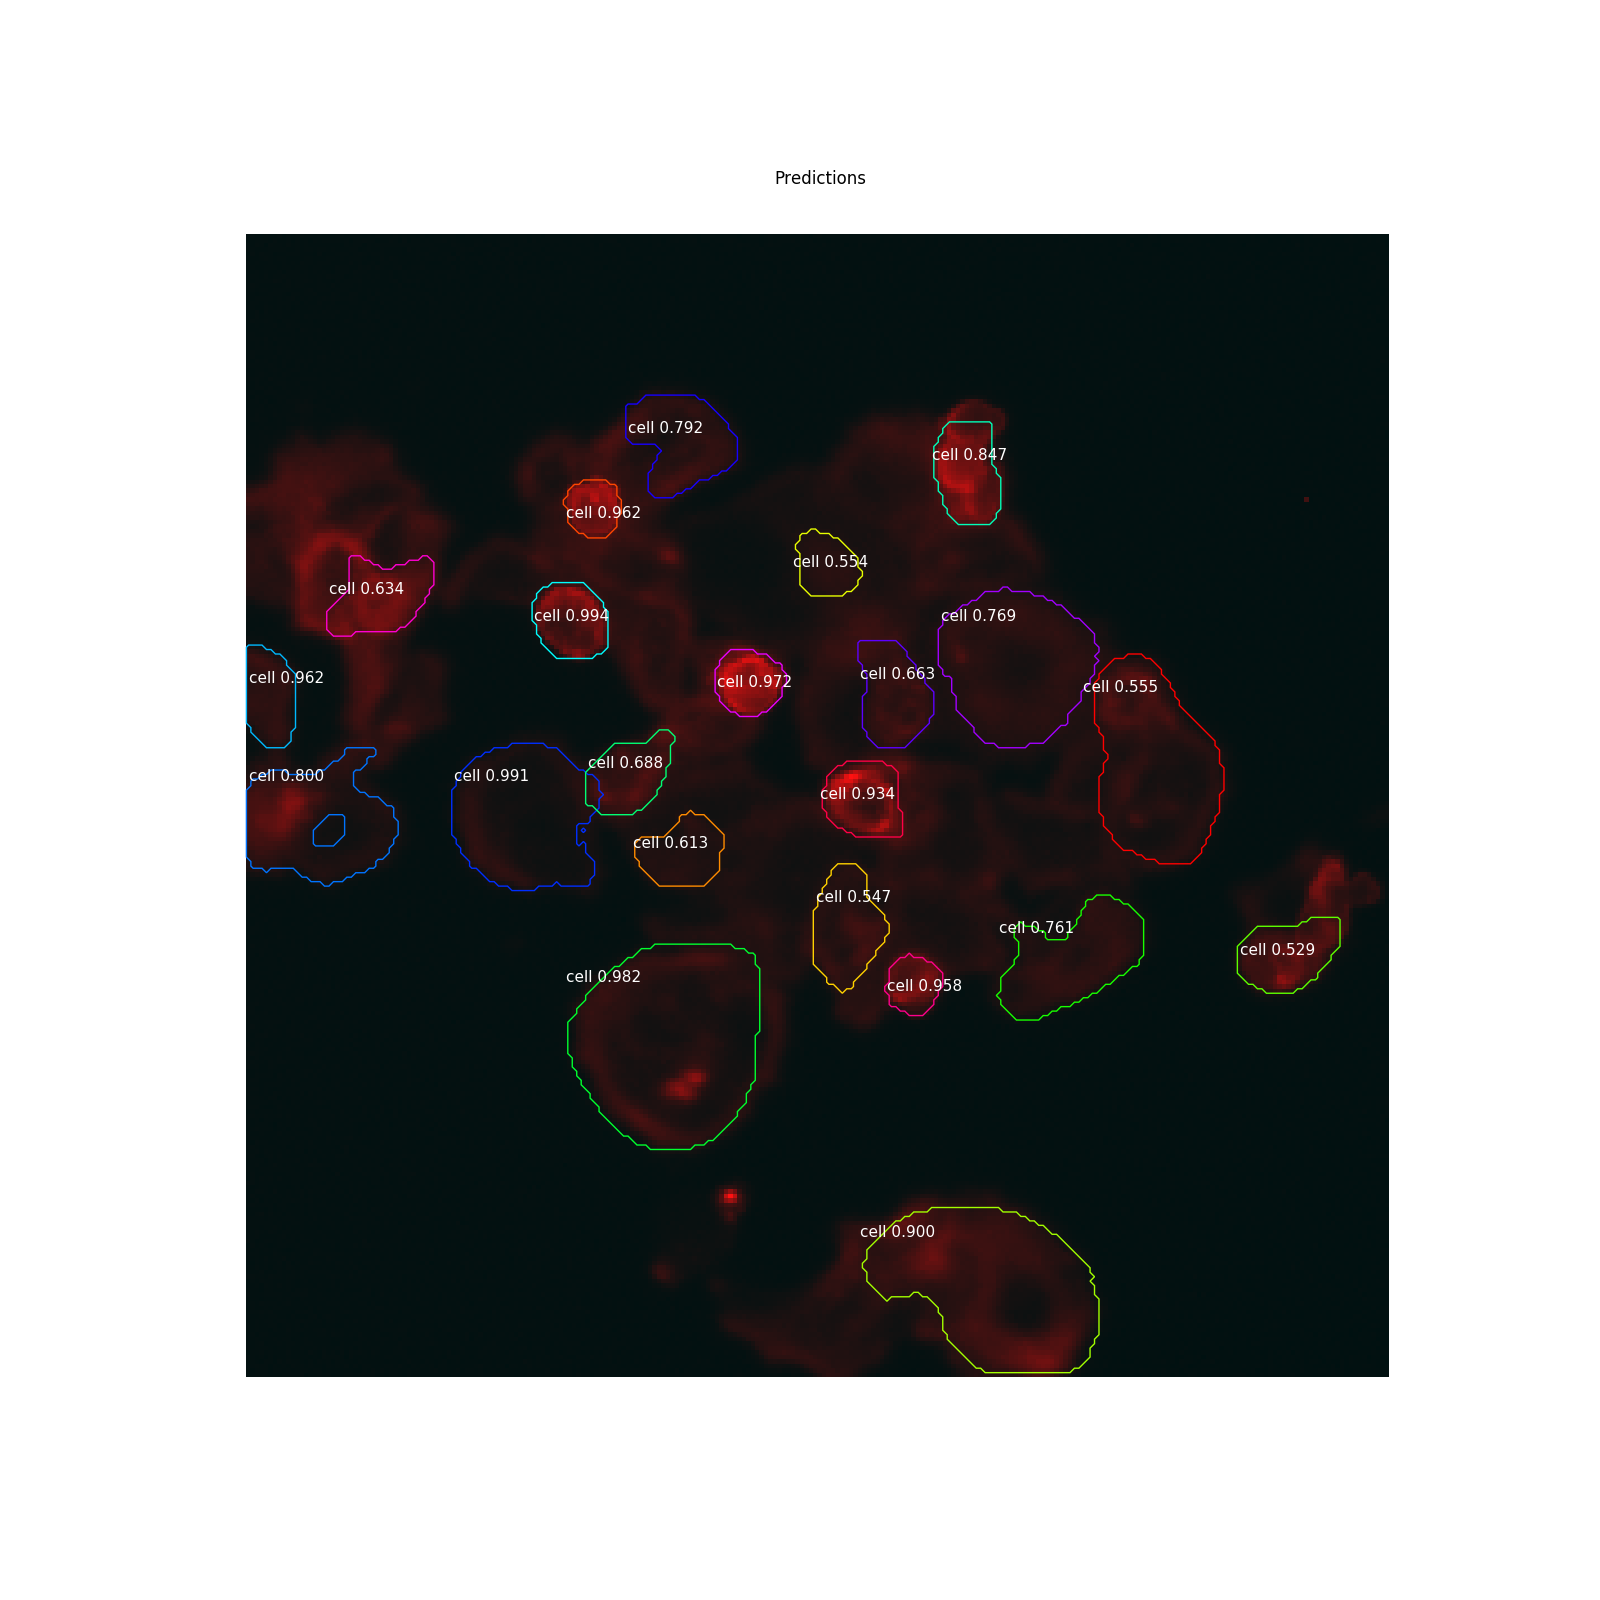 Predictions
cell 0.792
cell 0.847
cell 0.962
cell 0.554
cell 0.634
cell 0.994
cell 0.769
cell 0.962
cell 0.972
cell 0.663
cell 0.555
cell 0.688
cell 0.800
cell 0.991
cell 0.934
cell 0.613
cell 0.547
cell 0.761
cell 0.529
cell 0.982
cell 0.958
cell 0.900